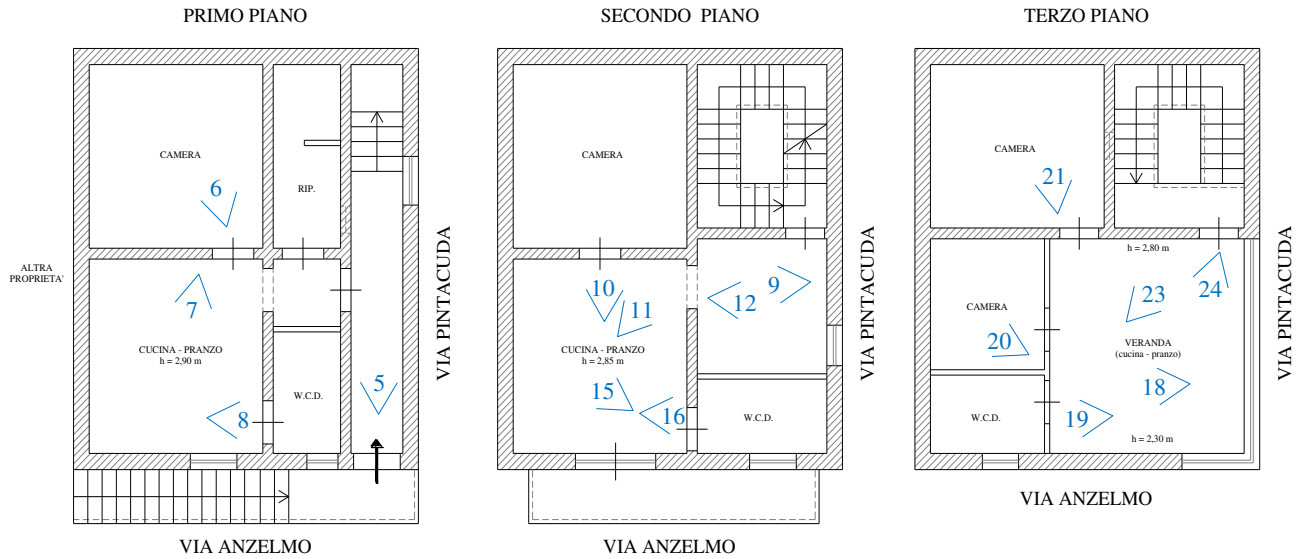 PRIMO PIANO
CAMERA
6
RIP.
ALTRA
PROPRIETA'
7
CUCINA - PRANZO
h = 2,90 m
8
W.C.D.
5
VIA PINTACUDA
VIA ANZELMO
SECONDO PIANO
CAMERA
10
11
12
9
CUCINA - PRANZO
h = 2,85 m
15
16
W.C.D.
VIA PINTACUDA
VIA ANZELMO
TERZO PIANO
CAMERA
21
h = 2,80 m
24
23
CAMERA
20
VERANDA
(cucina - pranzo)
18
19
W.C.D.
h = 2,30 m
VIA PINTACUDA
VIA ANZELMO